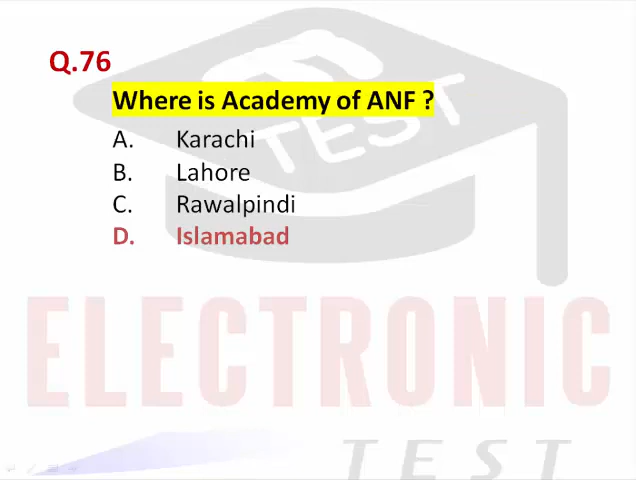 Q.76
Where is Academy of ANF ?
A. Karachi
B. Lahore
C. Rawalpindi
D. Islamabad
TEST
ELECTRONIC
TEST